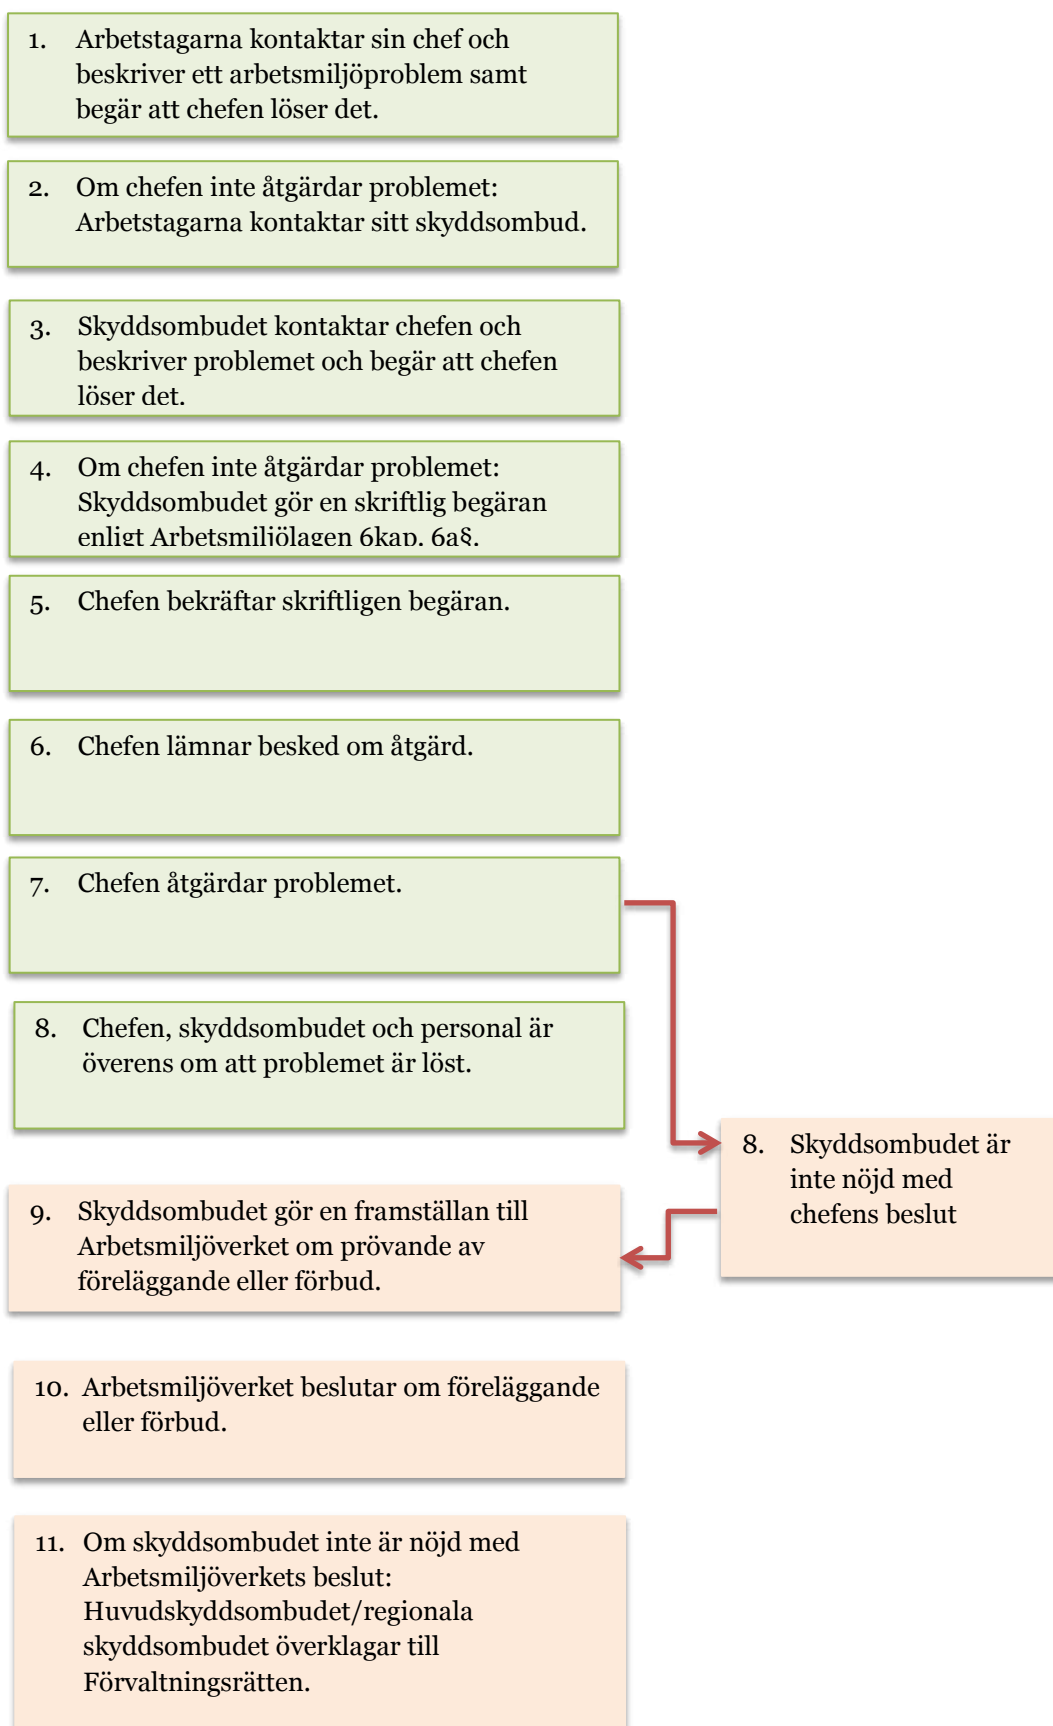 1. Arbetstagarna kontaktar sin chef och
beskriver ett arbetsmiljöproblem samt
begär att chefen löser det.
2. Om chefen inte åtgärdar problemet:
Arbetstagarna kontaktar sitt skyddsombud.
3. Skyddsombudet kontaktar chefen och
beskriver problemet och begär att chefen
löser det.
4. Om chefen inte åtgärdar problemet:
Skyddsombudet gör en skriftlig begäran
enligt Arbetsmiljölagen 6kap. 6a§.
5. Chefen bekräftar skriftligen begäran.
6. Chefen lämnar besked om åtgärd.
7. Chefen åtgärdar problemet.
8. Chefen, skyddsombudet och personal är
överens om att problemet är löst.
8. Skyddsombudet är
inte nöjd med
chefens beslut
9. Skyddsombudet gör en framställan till
Arbetsmiljöverket om prövande av
föreläggande eller förbud.
10. Arbetsmiljöverket beslutar om föreläggande
eller förbud.
11. Om skyddsombudet inte är nöjd med
Arbetsmiljöverkets beslut:
Huvudskyddsombudet/regionala
skyddsombudet överklagar till
Förvaltningsrätten.